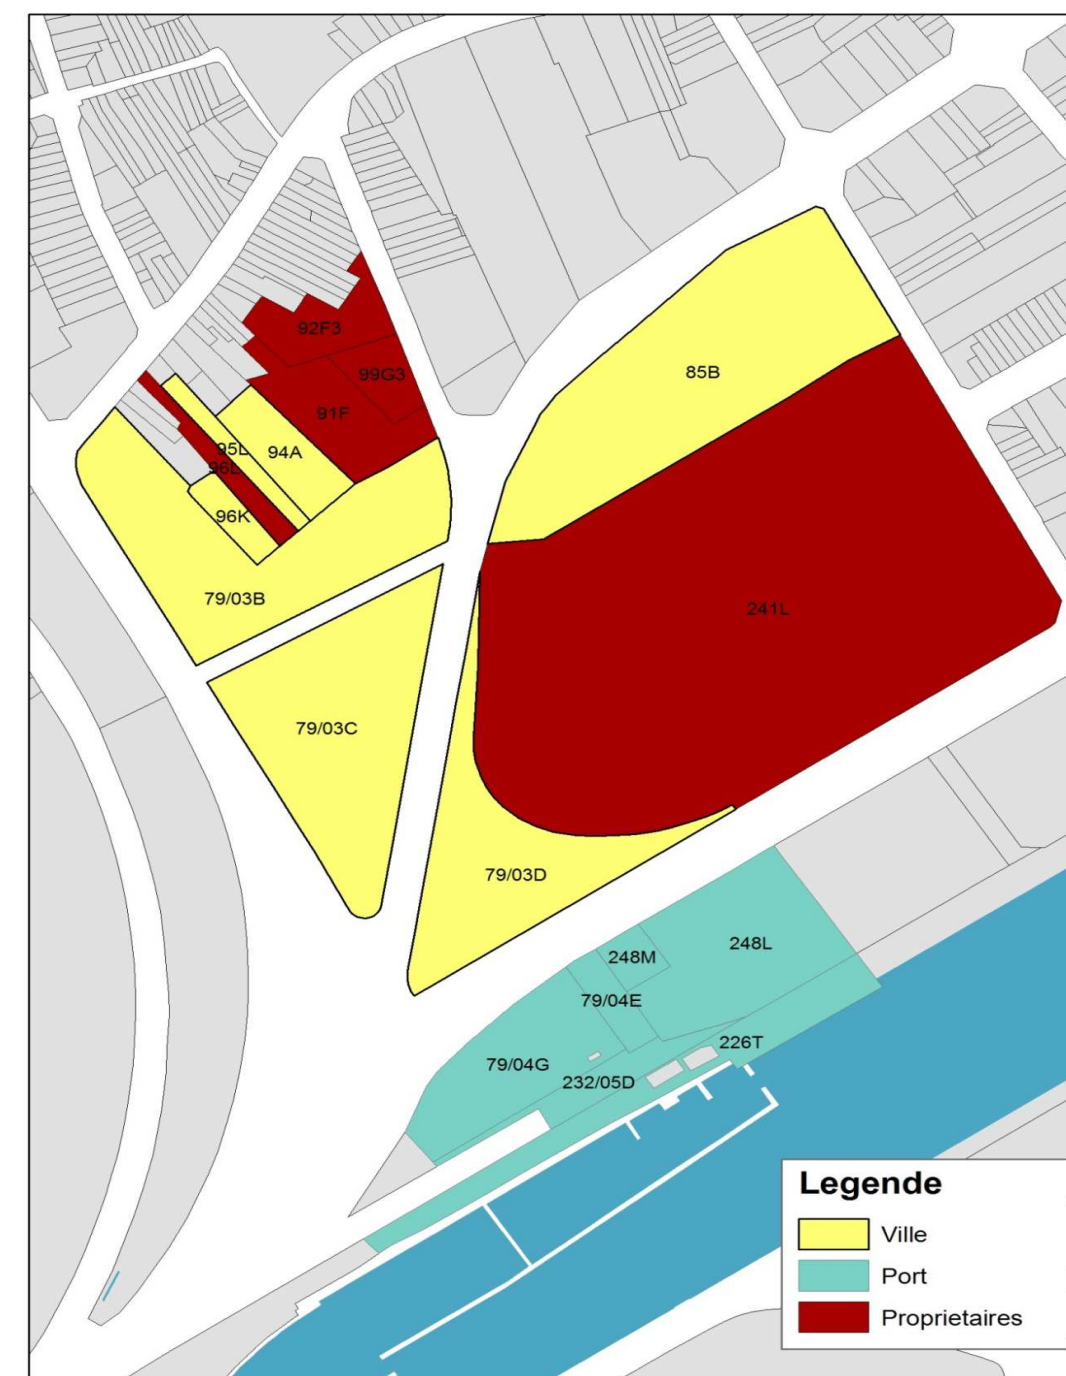 92F3
99G3
85B
91F
95L
94A
96K
79/03B
241L
79/03C
79/03D
248M
248L
79/04E
226T
79/04G
232/05D
Legende
Ville
Port
Proprietaires